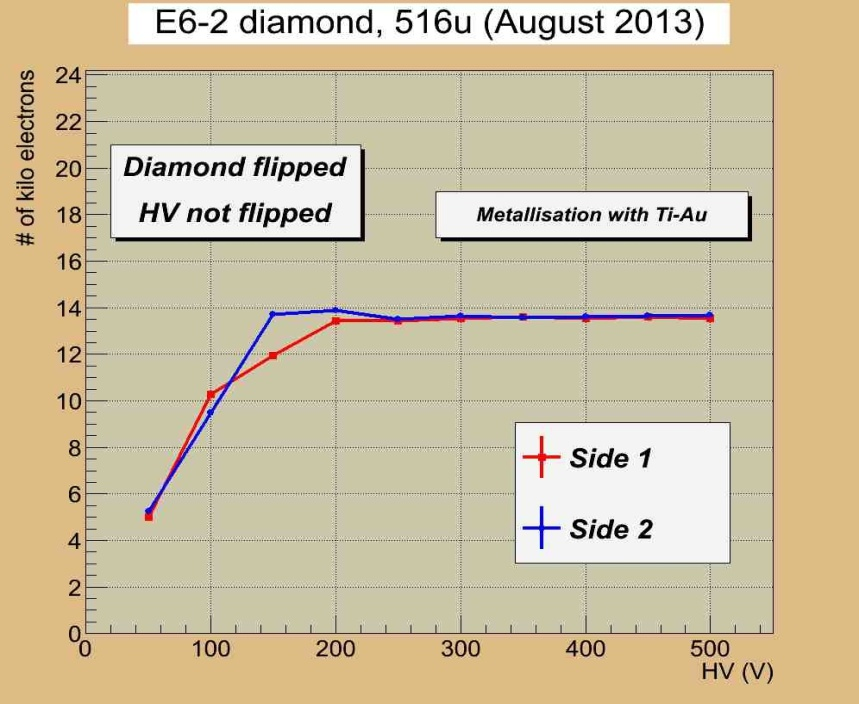 E6-2 diamond, 516u (August 2013)
# of kilo electrons
24
22
20
18
16
14
12
10
8
6
4
2
0
Diamond flipped
HV not flipped
Metallisation with Ti-Au
Side 1
Side 2
0 100 200 300 400 500
HV (V)